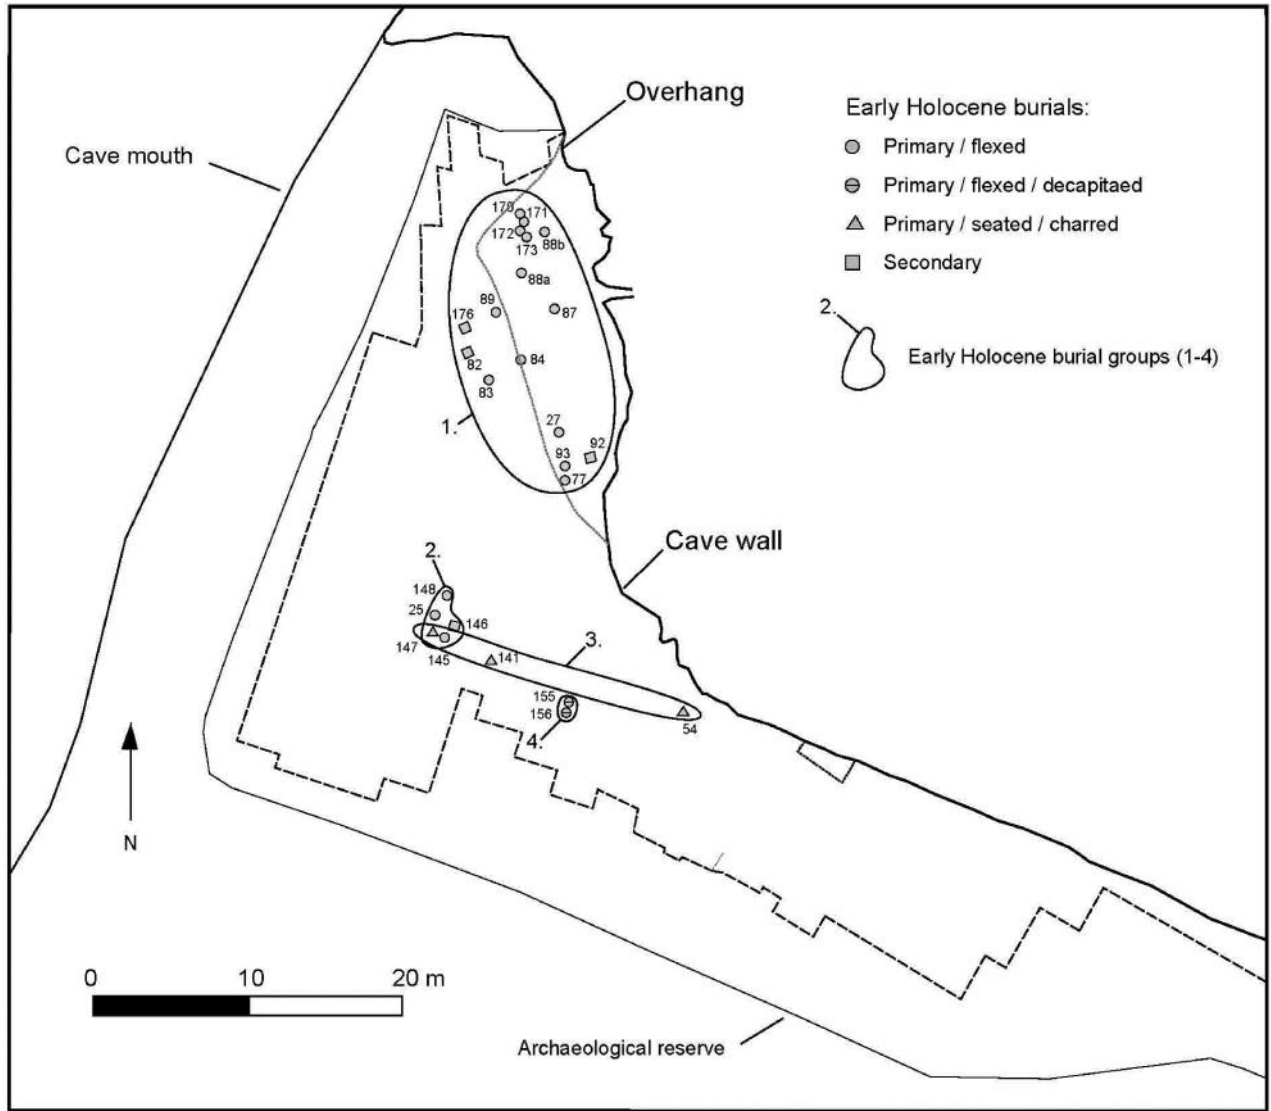 Overhang
Early Holocene burials:
Cave mouth
Primary / flexed
Primary / flexed / decapitaed
Primary / seated / charred
Secondary
170
171
172
173
88b
88a
89
87
176
2.
84
82
83
Early Holocene burial groups (1-4)
1.
27
92
93
77
Cave wall
2.
148
25
146
147
145
141
3.
155
156
54
4.
N
0 10 20 m
Archaeological reserve